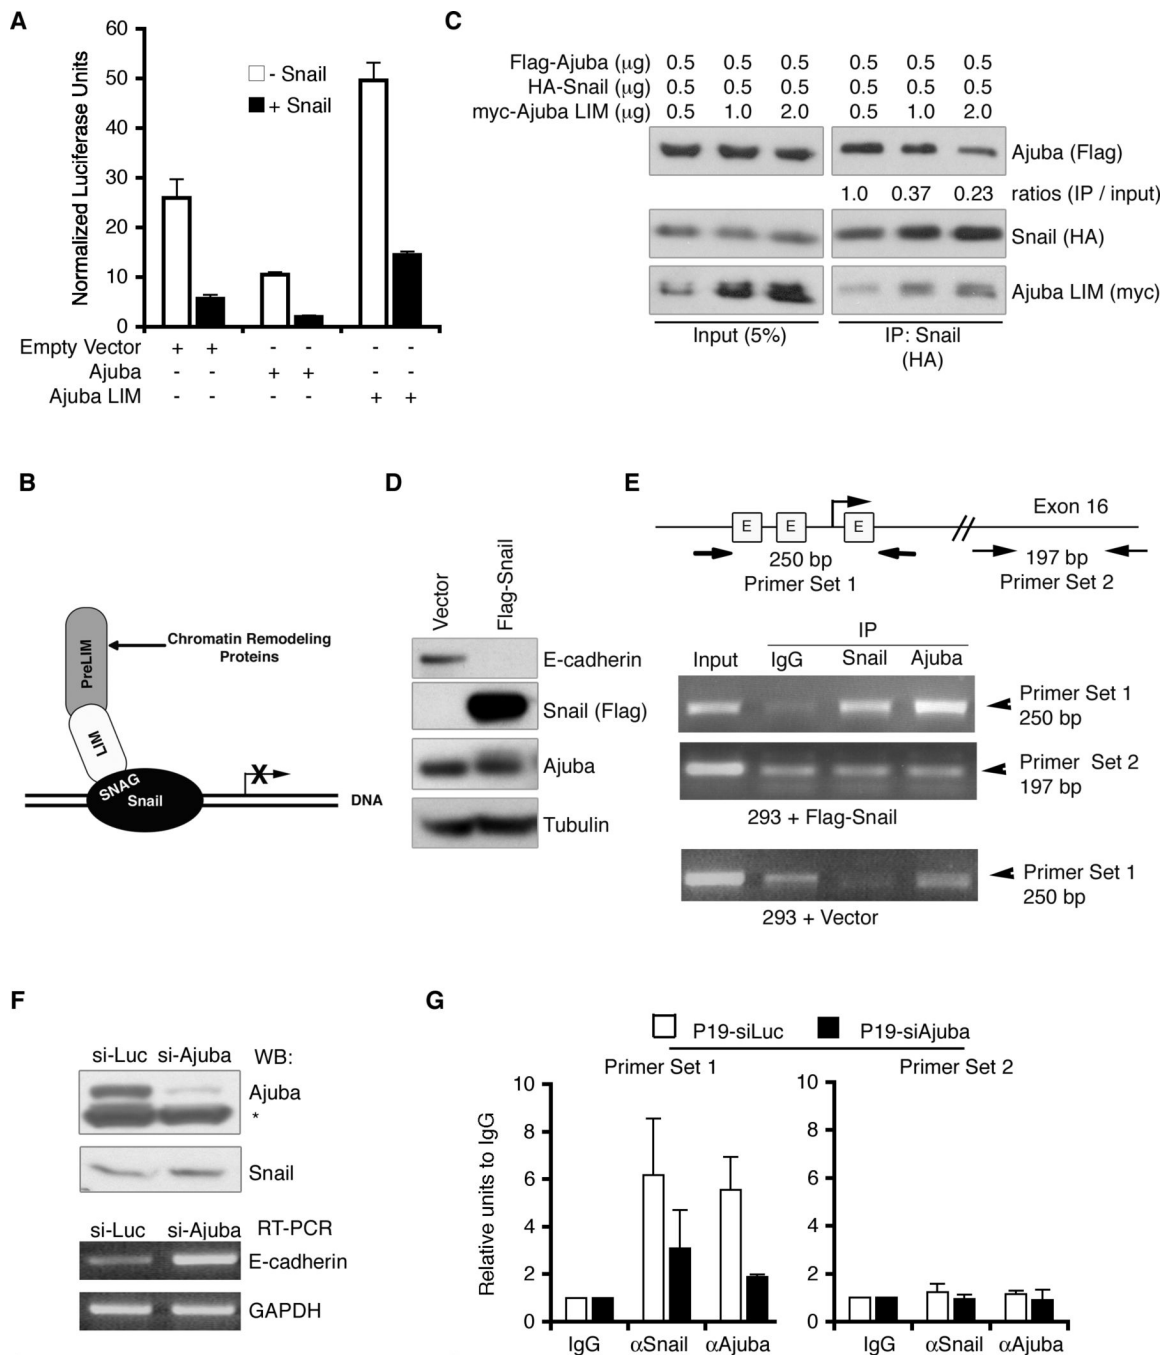 A
Normalized Luciferase Units
60
50
40
30
20
10
0
- Snail
+ Snail
Empty Vector + + - - - -
Ajuba - - + + - -
Ajuba LIM - - - - + +
C
Flag-Ajuba (μg) 0.5 0.5 0.5 0.5 0.5 0.5
HA-Snail (μg) 0.5 0.5 0.5 0.5 0.5 0.5
myc-Ajuba LIM (μg) 0.5 1.0 2.0 0.5 1.0 2.0
Ajuba (Flag)
1.0 0.37 0.23 ratios (IP / input)
Snail (HA)
Ajuba LIM (myc)
Input (5%) IP: Snail
(HA)
B
PreLIM
Chromatin Remodeling
Proteins
LIM
SNAG
Snail
X
DNA
D
Vector
Flag-Snail
E-cadherin
Snail (Flag)
Ajuba
Tubulin
E
Exon 16
E E E
250 bp
Primer Set 1
197 bp
Primer Set 2
IP
Input IgG Snail Ajuba
Primer Set 1
250 bp
Primer Set 2
197 bp
293 + Flag-Snail
Primer Set 1
250 bp
293 + Vector
F
si-Luc si-Ajuba WB:
Ajuba
*
Snail
si-Luc si-Ajuba RT-PCR
E-cadherin
GAPDH
G
P19-siLuc P19-siAjuba
Primer Set 1 Primer Set 2
Relative units to IgG
10
8
6
4
2
0
IgG αSnail αAjuba
10
8
6
4
2
0
IgG αSnail αAjuba